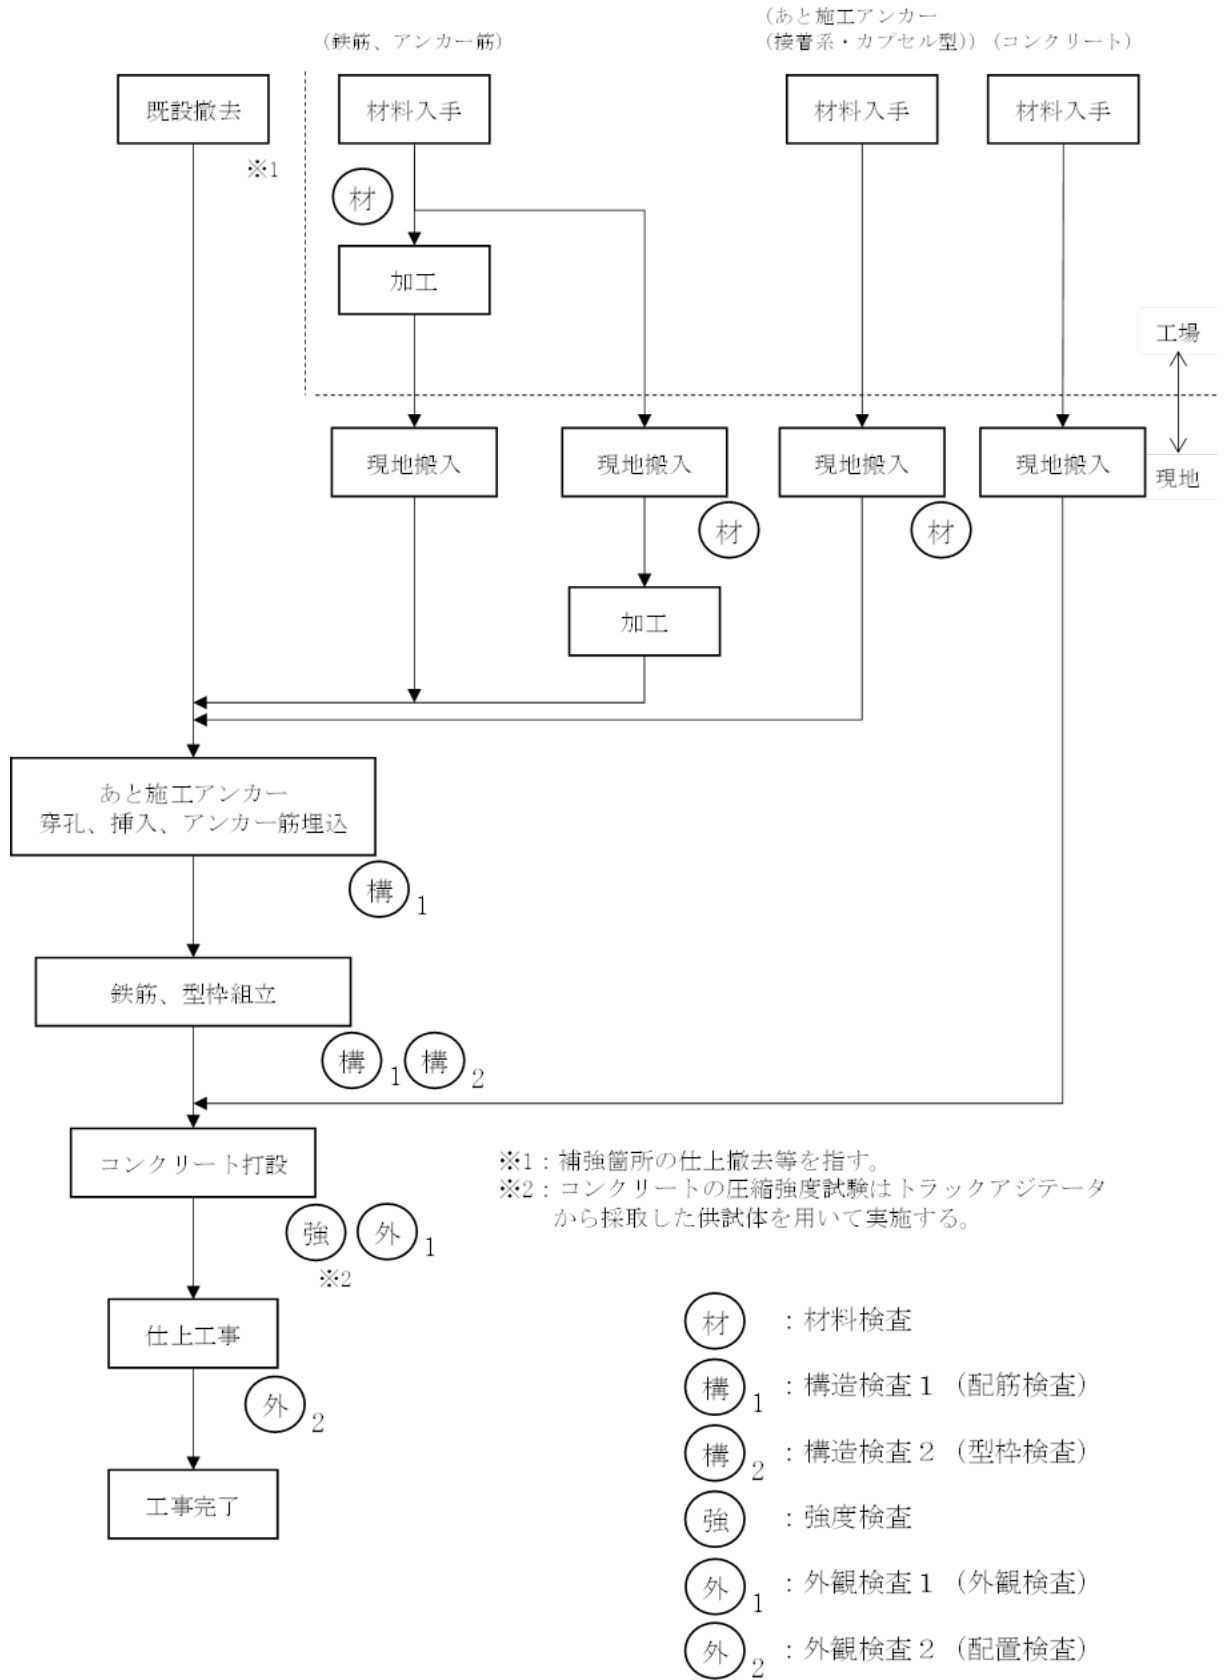 (あと施工アンカー
(鉄筋、アンカー筋)
(接着系・カプセル型)) (コンクリート)
既設撤去
材料入手
材料入手
材料入手
※1
材
加工
工場
現地搬入
現地搬入
現地搬入
現地搬入
現地
材
材
加工
あと施工アンカー
穿孔、挿入、アンカー筋埋込
構1
鉄筋、型枠組立
構1 構2
コンクリート打設
※1：補強箇所の仕上撤去等を指す。
※2：コンクリートの圧縮強度試験はトラックアジテータ
から採取した供試体を用いて実施する。
強 外1
※2
仕上工事
外2
工事完了
材 ：材料検査
構1 ：構造検査１（配筋検査）
構2 ：構造検査２（型枠検査）
強 ：強度検査
外1 ：外観検査１（外観検査）
外2 ：外観検査２（配置検査）